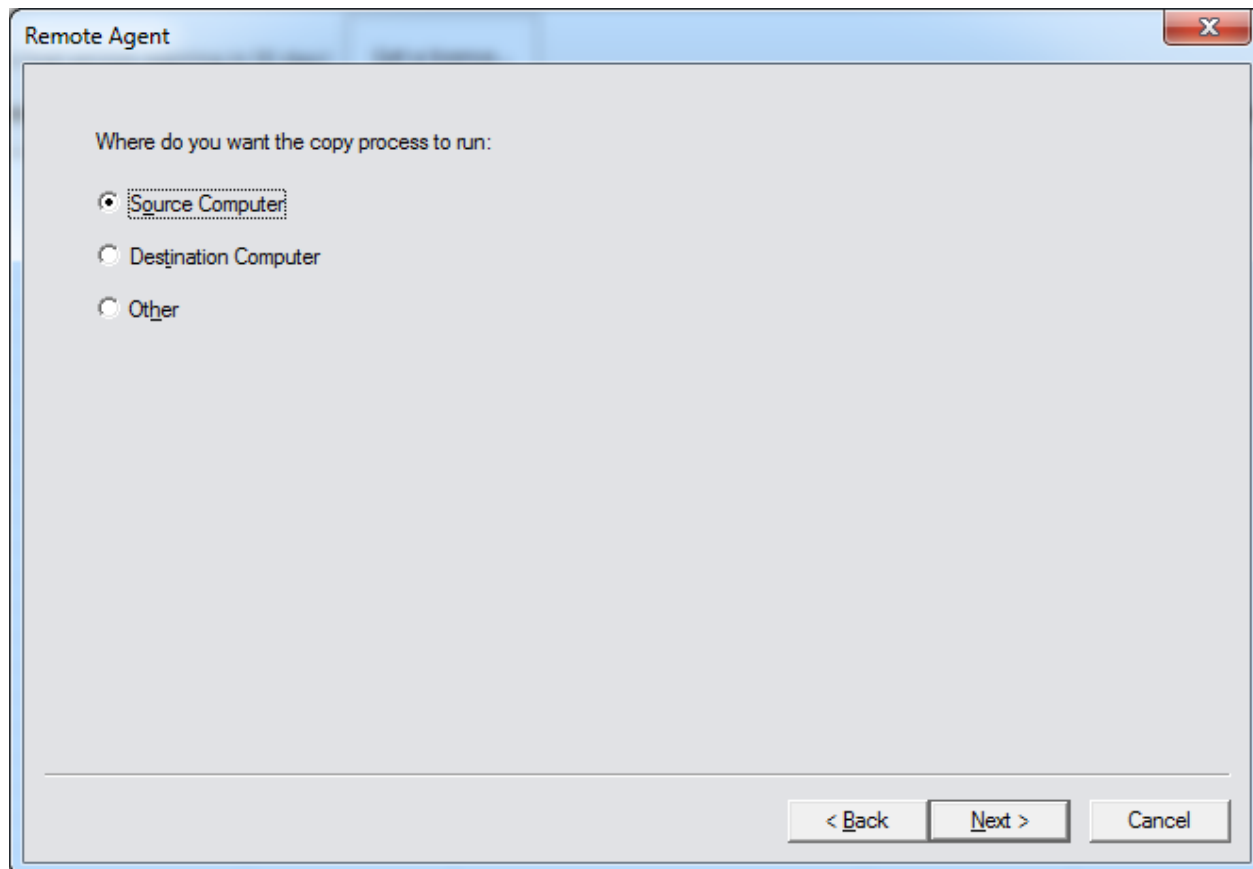 Remote Agent
Where do you want the copy process to run:
Source Computer
Destination Computer
Other
< Back
Next >
Cancel